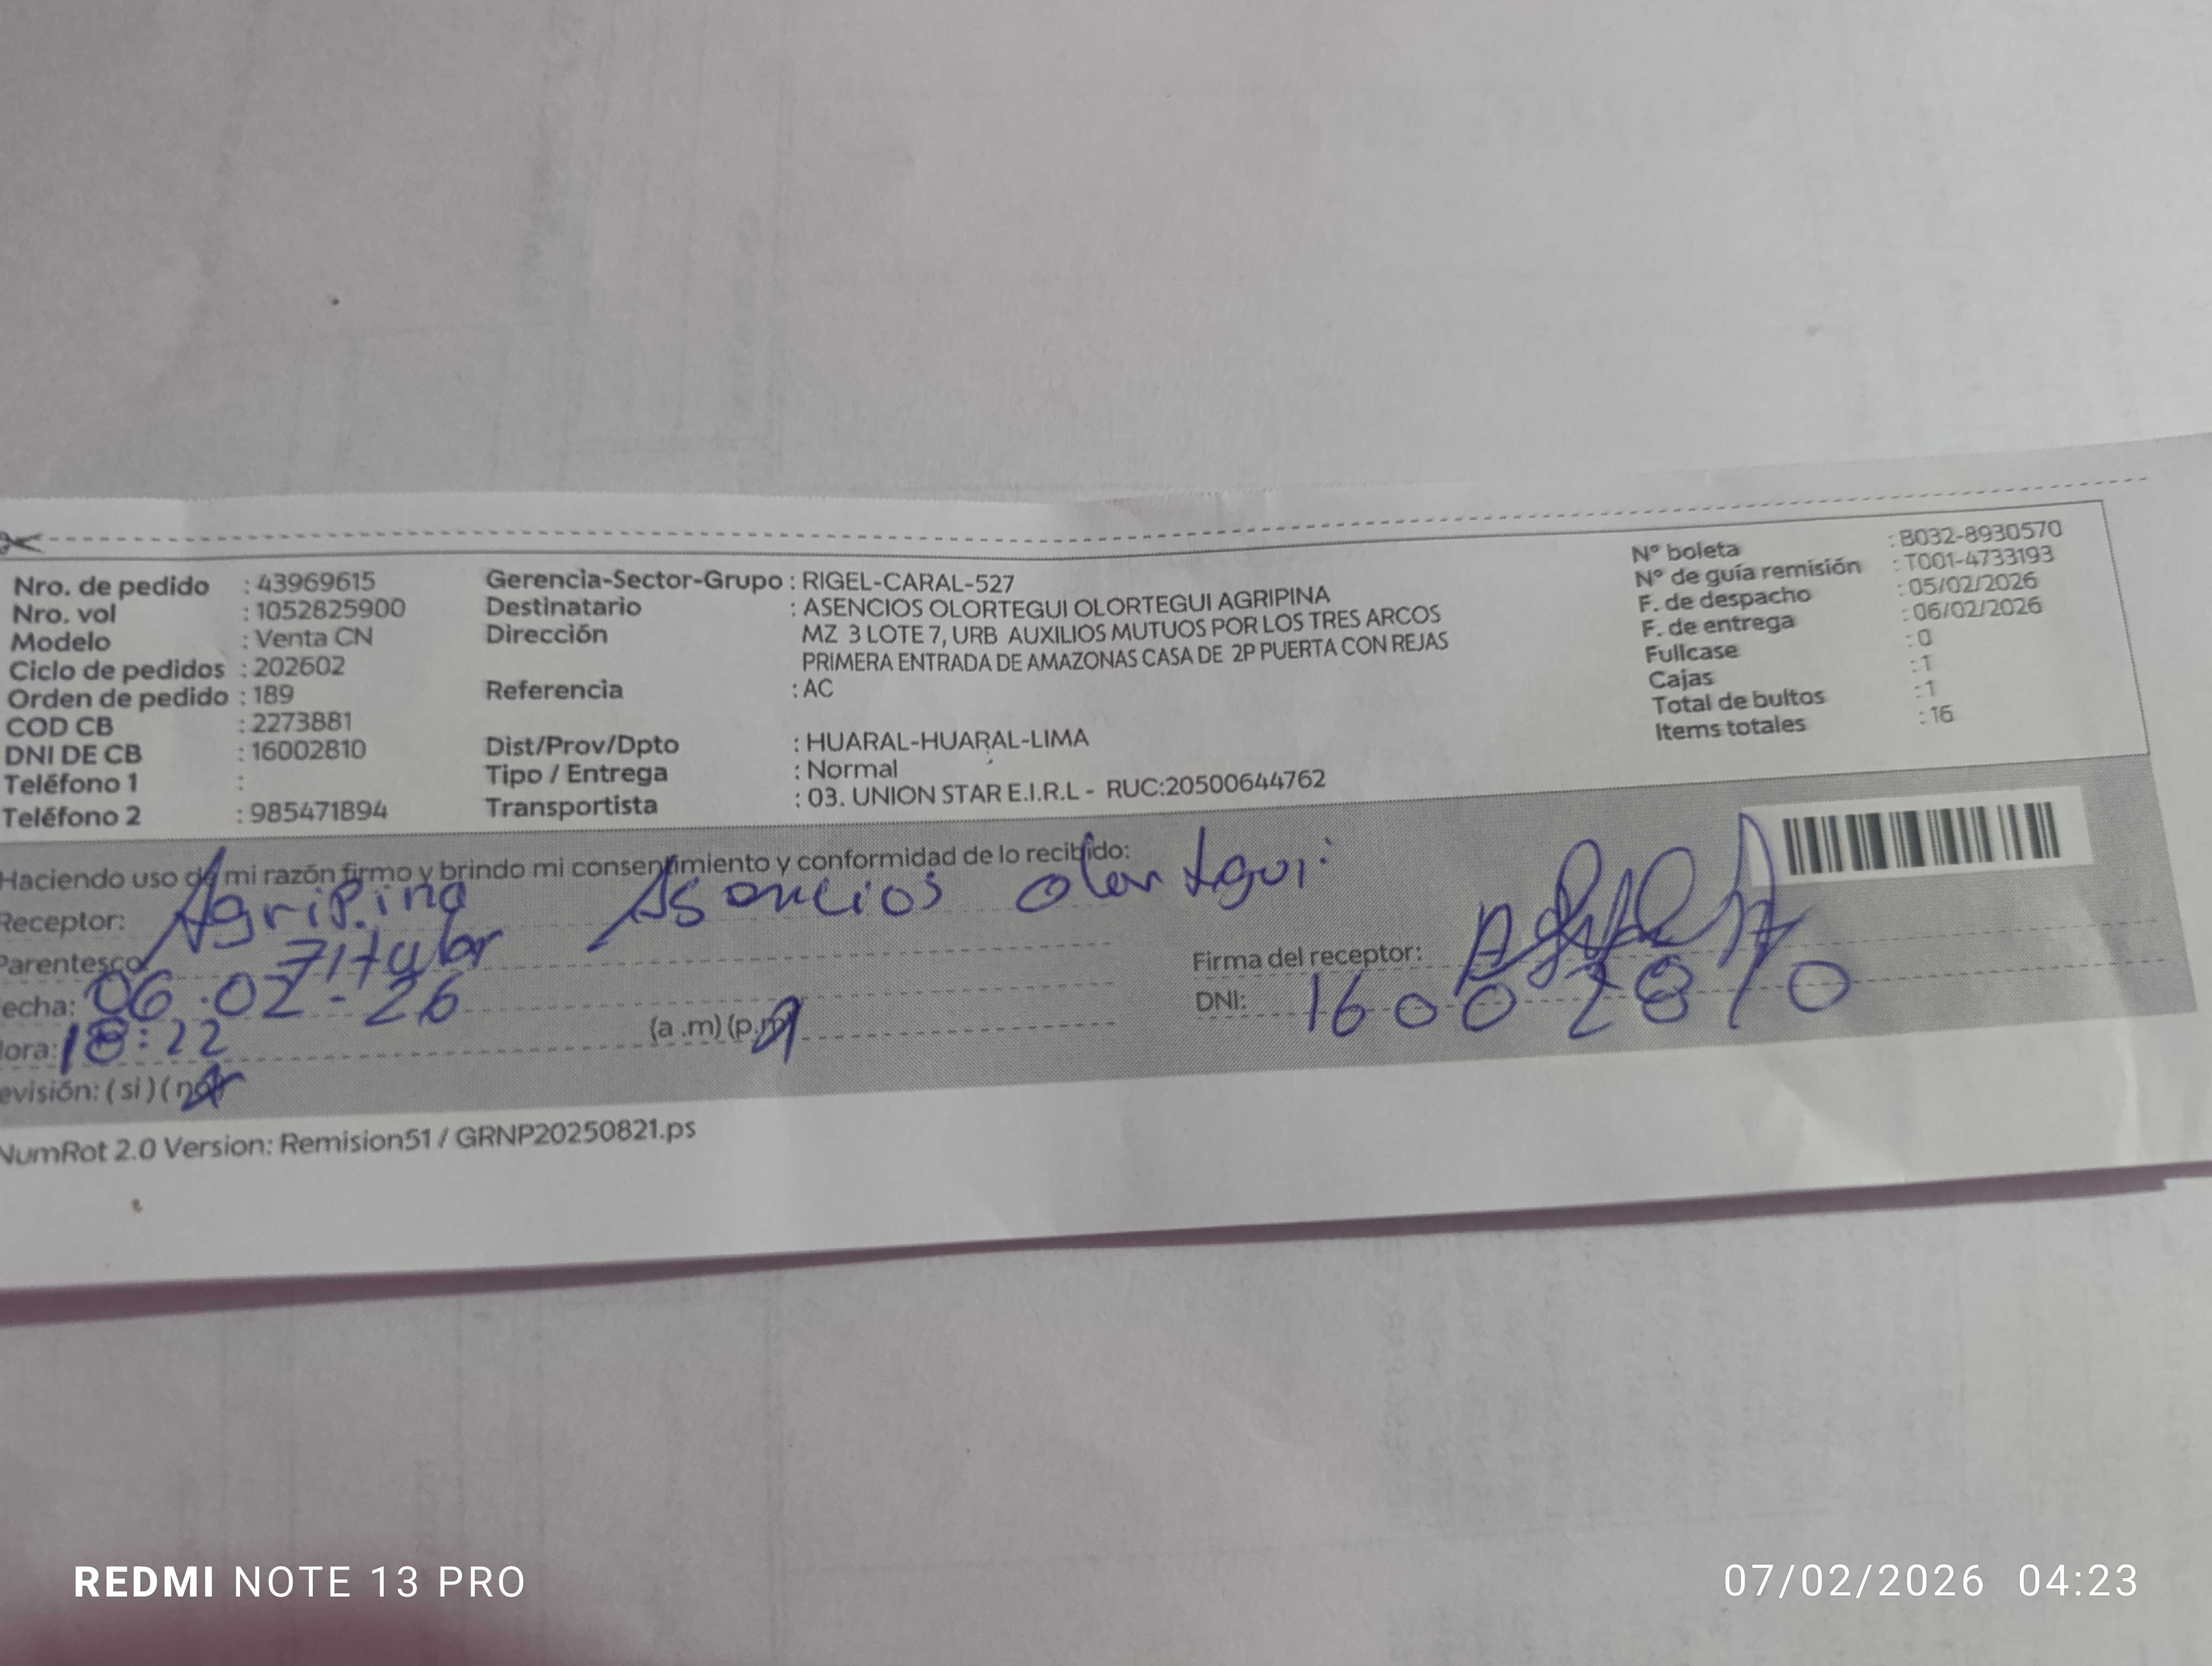 Nro. de pedido : 43969615
Nro. vol : 1052825900
Modelo : Venta CN
Ciclo de pedidos : 202602
Orden de pedido : 189
COD CB : 2273881
DNI DE CB : 16002810
Teléfono 1 :
Teléfono 2 : 985471894
Gerencia-Sector-Grupo : RIGEL-CARAL-527
Destinatario : ASENCIOS OLORTEGUI OLORTEGUI AGRIPINA
Dirección MZ 3 LOTE 7, URB AUXILIOS MUTUOS POR LOS TRES ARCOS
PRIMERA ENTRADA DE AMAZONAS CASA DE 2P PUERTA CON REJAS
Referencia : AC
Dist/Prov/Dpto : HUARAL-HUARAL-LIMA
Tipo / Entrega : Normal
Transportista : 03. UNION STAR E.I.R.L - RUC:20500644762
N° boleta : B032-8930570
N° de guía remisión : T001-4733193
F. de despacho : 05/02/2026
F. de entrega : 06/02/2026
Fullcase : 0
Cajas : 1
Total de bultos : 1
Items totales : 16
Haciendo uso de mi razón firmo y brindo mi consentimiento y conformidad de lo recibido:
Receptor: Agripina Asencios olortegui
Parentesco Titular
echa: 06.02-26
lora: 18:22 (a .m) (p.m)
evisión: ( si ) ( no
Firma del receptor:
DNI: 16002810
NumRot 2.0 Version: Remision51 / GRNP20250821.ps
REDMI NOTE 13 PRO
07/02/2026 04:23